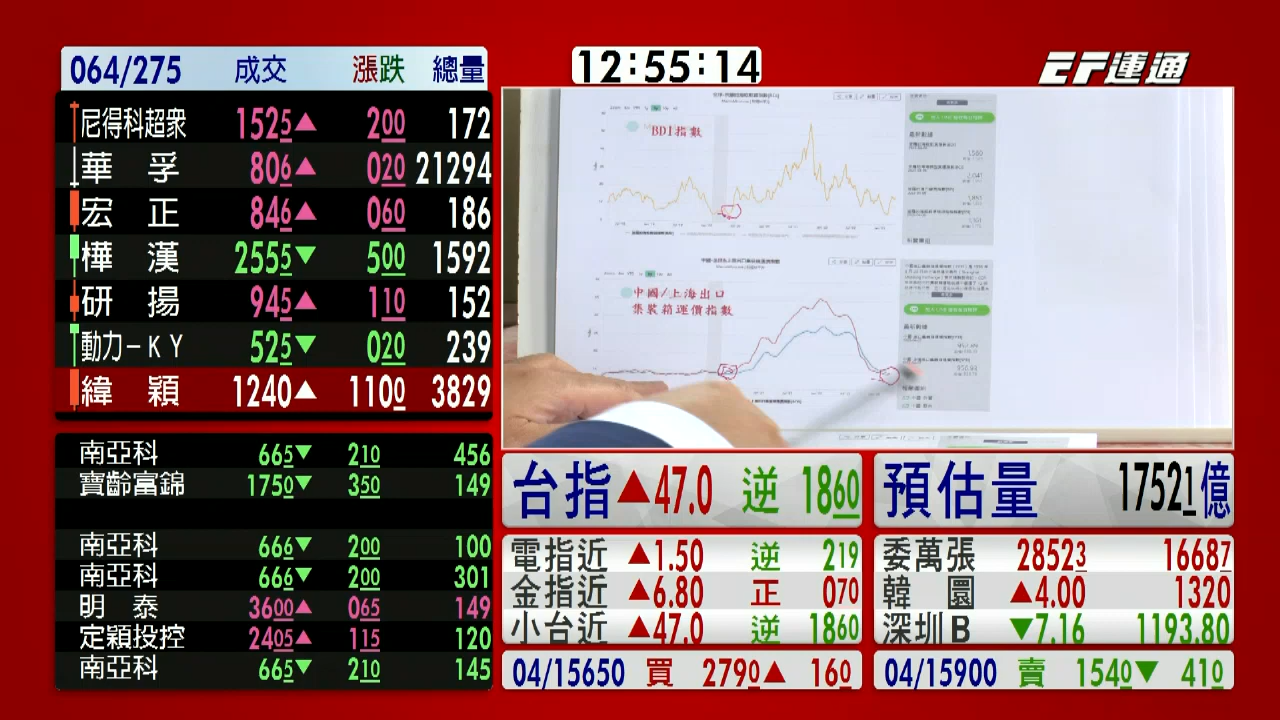 064/275 成交 漲跌 總量
尼得科超眾 1525▲ 200 172
華孚 806▲ 020 21294
宏正 846▲ 060 186
樺漢 2555▼ 500 1592
研揚 945▲ 110 152
動力-KY 525▼ 020 239
緯穎 1240▲ 1100 3829
南亞科 665▼ 210 456
寶齡富錦 1750▼ 350 149
南亞科 666▼ 200 100
南亞科 666▼ 200 301
明泰 3600▲ 065 149
定穎投控 2405▲ 115 120
南亞科 665▼ 210 145
12:55:14
EF運通
BDI指數
中國/上海出口
集裝箱運價指數
台指▲47.0 逆 1860
預估量 17521億
電指近▲1.50 逆 219
金指近▲6.80 正 070
小台近▲47.0 逆 1860
委萬張 28523 16687
韓國▲4.00 1320
深圳B▼7.16 1193.80
04/15650 買 2790▲ 160
04/15900 賣 1540▼ 410